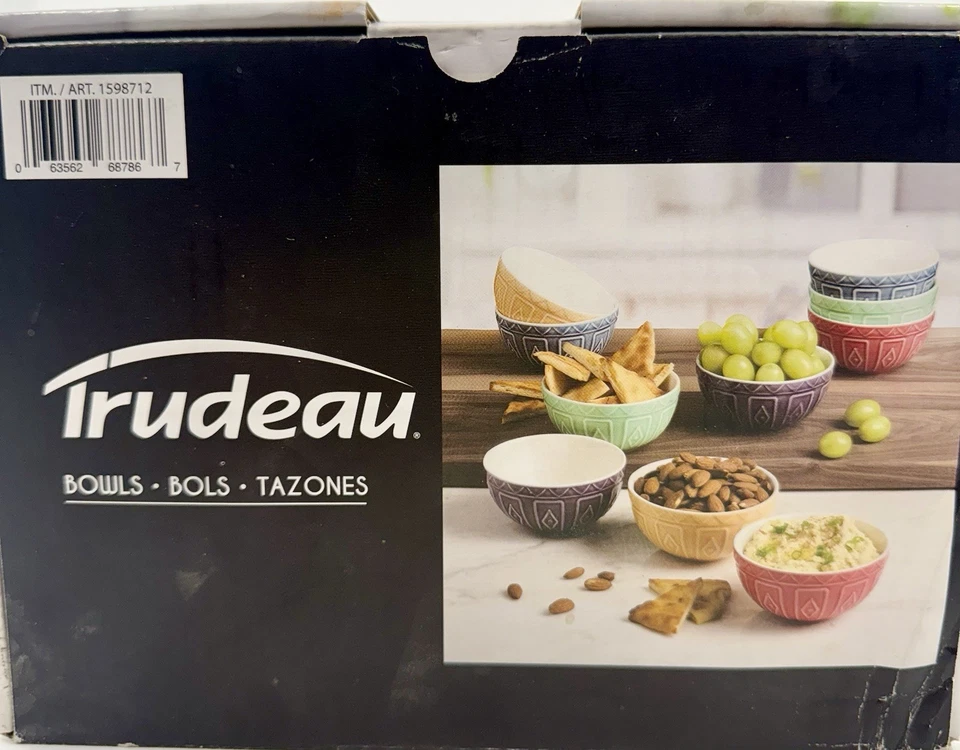 ITM. / ART. 1598712
0 63562 68786 7
Trudeau®
BOWLS • BOLS • TAZONES